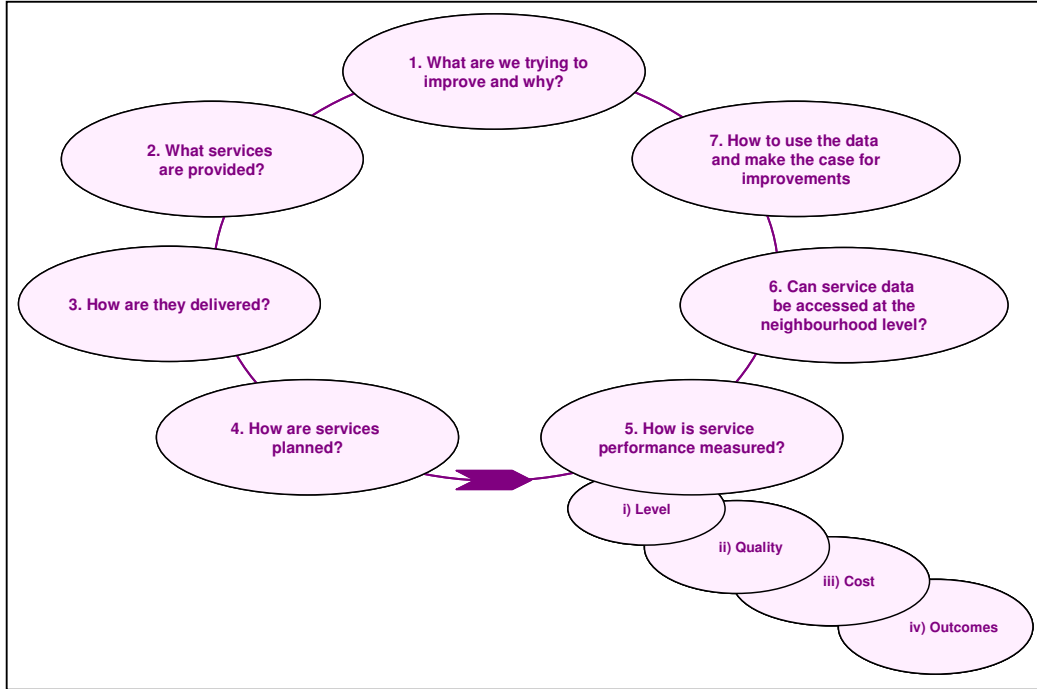 1. What are we trying to
improve and why?
2. What services
are provided?
3. How are they delivered?
4. How are services
planned?
5. How is service
performance measured?
i) Level
ii) Quality
iii) Cost
iv) Outcomes
6. Can service data
be accessed at the
neighbourhood level?
7. How to use the data
and make the case for
improvements